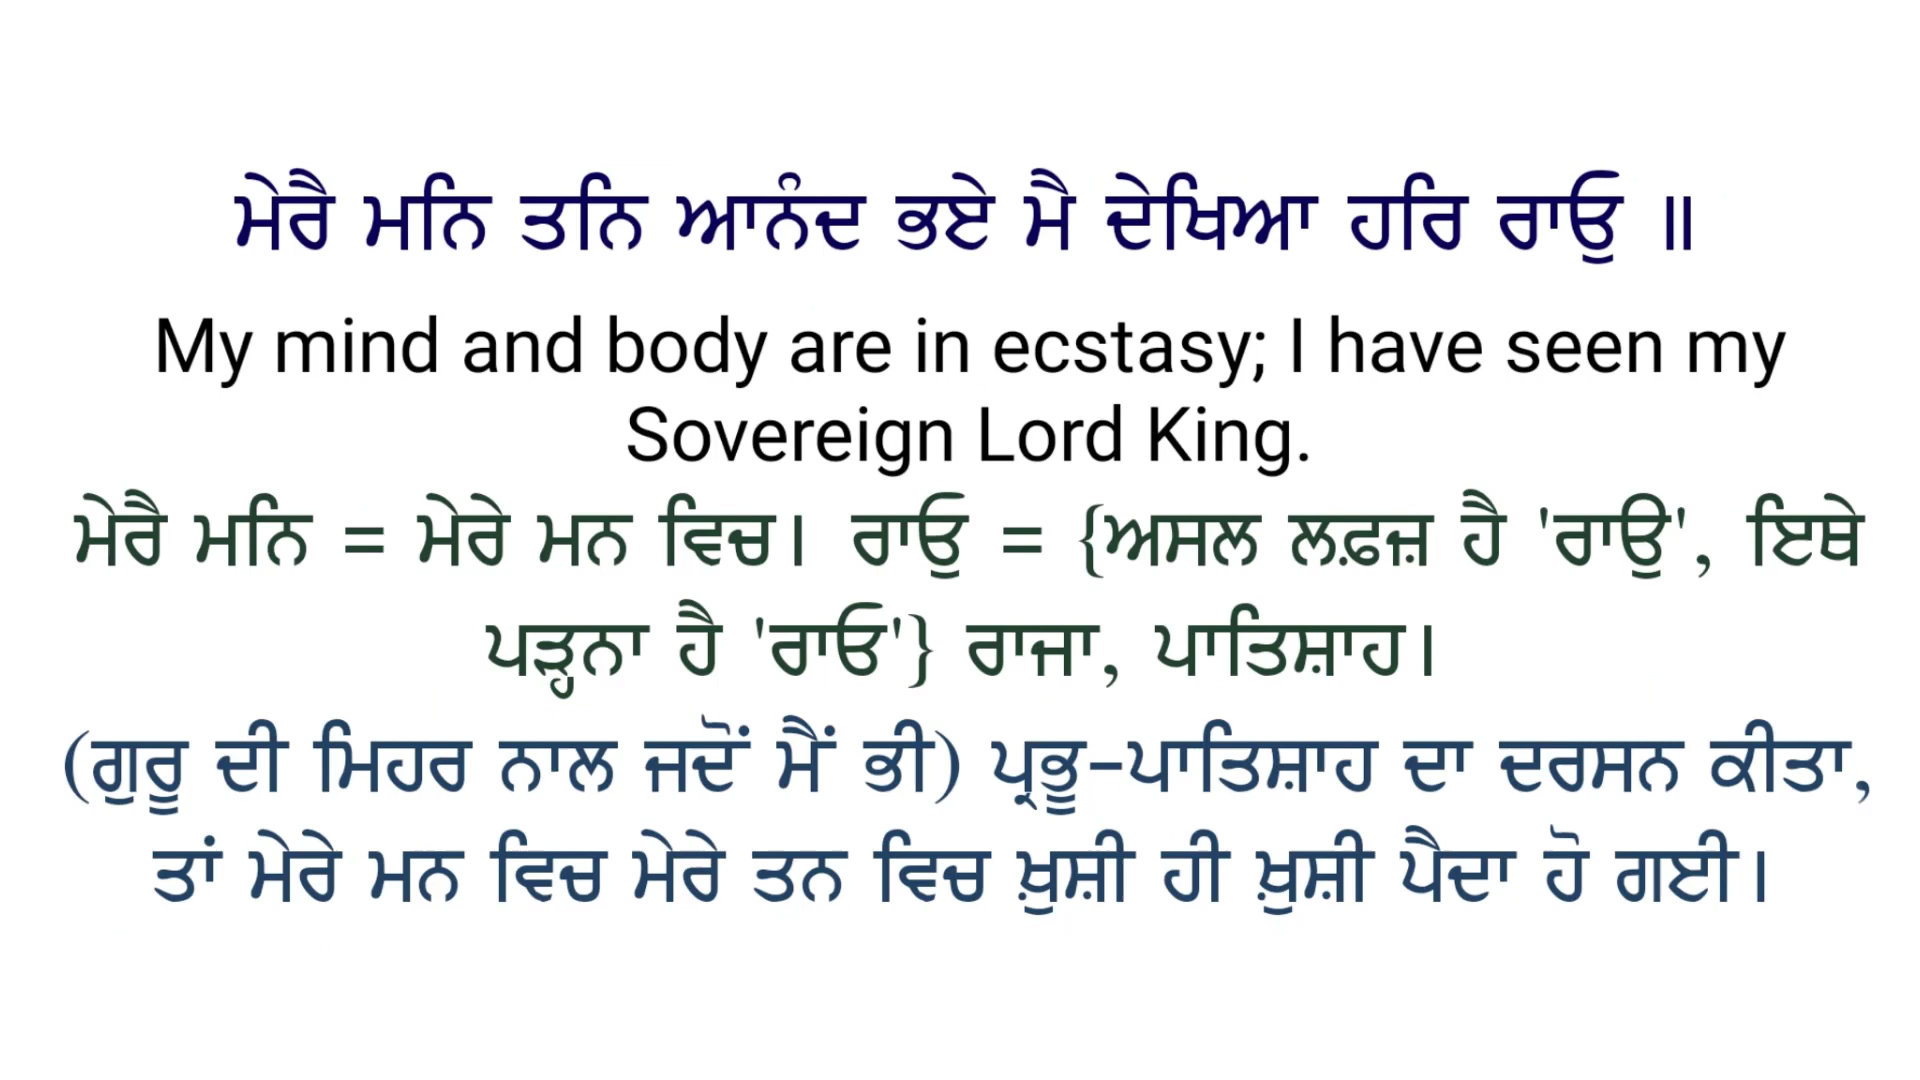 ਮੇਰੈ ਮਨਿ ਤਨਿ ਆਨੰਦ ਭਏ ਮੈ ਦੇਖਿਆ ਹਰਿ ਰਾਓੁ ॥
My mind and body are in ecstasy; I have seen my
Sovereign Lord King.
ਮੇਰੈ ਮਨਿ = ਮੇਰੇ ਮਨ ਵਿਚ। ਰਾਓੁ = {ਅਸਲ ਲਫ਼ਜ਼ ਹੈ 'ਰਾਉ', ਇਥੇ
ਪੜ੍ਹਨਾ ਹੈ 'ਰਾਓ'} ਰਾਜਾ, ਪਾਤਿਸ਼ਾਹ।
(ਗੁਰੂ ਦੀ ਮਿਹਰ ਨਾਲ ਜਦੋਂ ਮੈਂ ਭੀ) ਪ੍ਰਭੂ-ਪਾਤਿਸ਼ਾਹ ਦਾ ਦਰਸਨ ਕੀਤਾ,
ਤਾਂ ਮੇਰੇ ਮਨ ਵਿਚ ਮੇਰੇ ਤਨ ਵਿਚ ਖ਼ੁਸ਼ੀ ਹੀ ਖ਼ੁਸ਼ੀ ਪੈਦਾ ਹੋ ਗਈ।